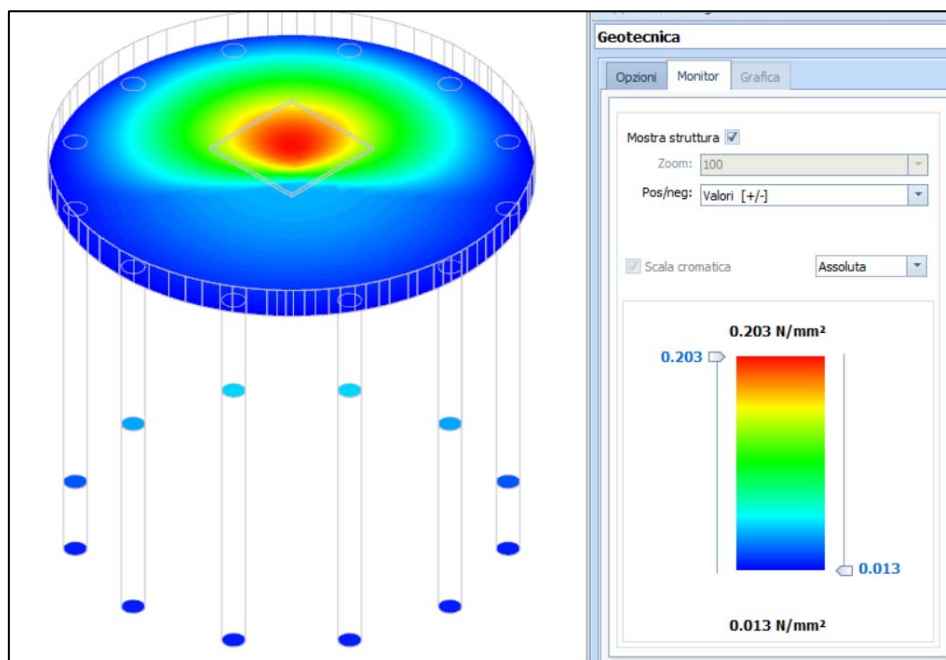 Geotecnica
Opzioni Monitor Grafica
Mostra struttura
Zoom: 100
Pos/neg: Valori [+/-]
Scala cromatica Assoluta
0.203 N/mm²
0.203
0.013
0.013 N/mm²